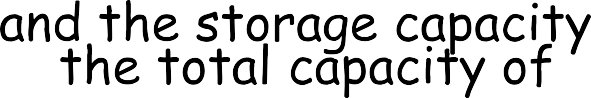 and the storage capacity
the total capacity of